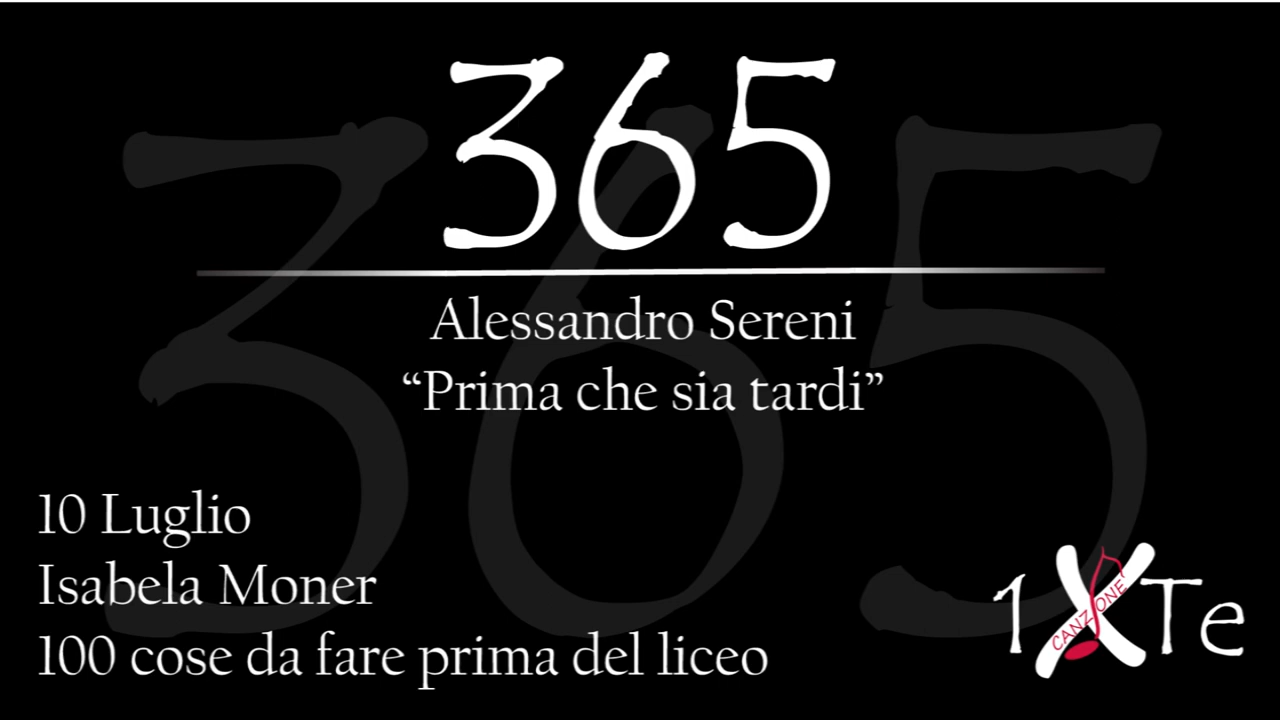 365
Alessandro Sereni
“Prima che sia tardi”
10 Luglio
Isabela Moner
100 cose da fare prima del liceo
1XTe
CANZONE